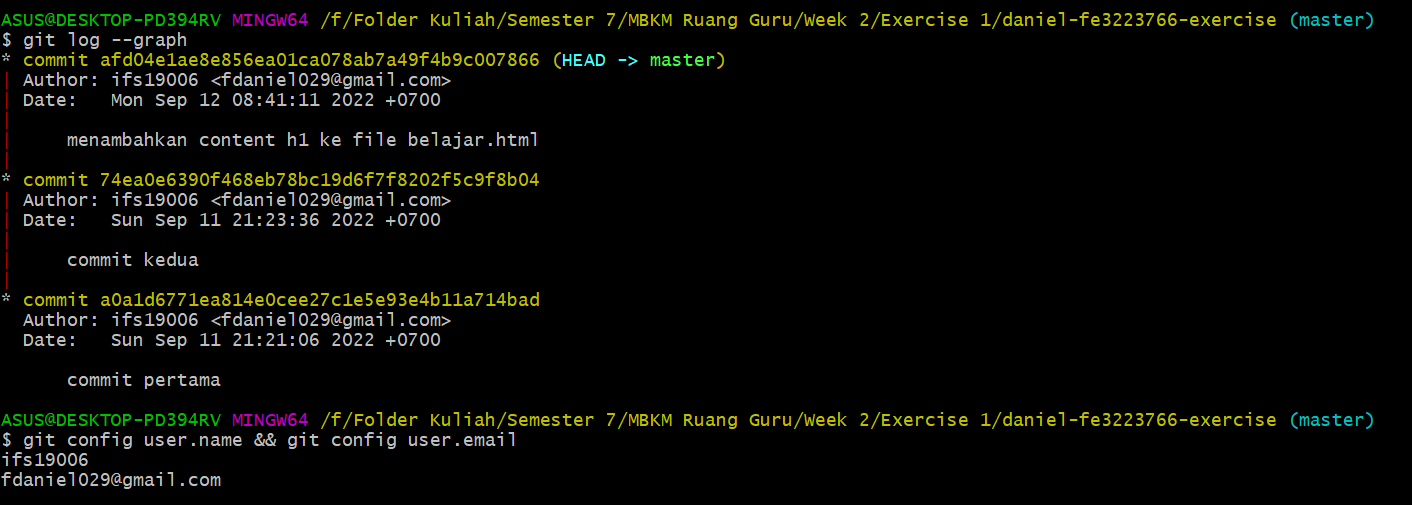 ASUS@DESKTOP-PD394RV MINGW64 /f/Folder Kuliah/Semester 7/MBKM Ruang Guru/Week 2/Exercise 1/daniel-fe3223766-exercise (master)
$ git log --graph
* commit afd04e1ae8e856ea01ca078ab7a49f4b9c007866 (HEAD -> master)
| Author: ifs19006 <fdaniel029@gmail.com>
| Date:   Mon Sep 12 08:41:11 2022 +0700
|
|     menambahkan content h1 ke file belajar.html
|
* commit 74ea0e6390f468eb78bc19d6f7f8202f5c9f8b04
| Author: ifs19006 <fdaniel029@gmail.com>
| Date:   Sun Sep 11 21:23:36 2022 +0700
|
|     commit kedua
|
* commit a0a1d6771ea814e0cee27c1e5e93e4b11a714bad
  Author: ifs19006 <fdaniel029@gmail.com>
  Date:   Sun Sep 11 21:21:06 2022 +0700
      commit pertama
ASUS@DESKTOP-PD394RV MINGW64 /f/Folder Kuliah/Semester 7/MBKM Ruang Guru/Week 2/Exercise 1/daniel-fe3223766-exercise (master)
$ git config user.name && git config user.email
ifs19006
fdaniel029@gmail.com